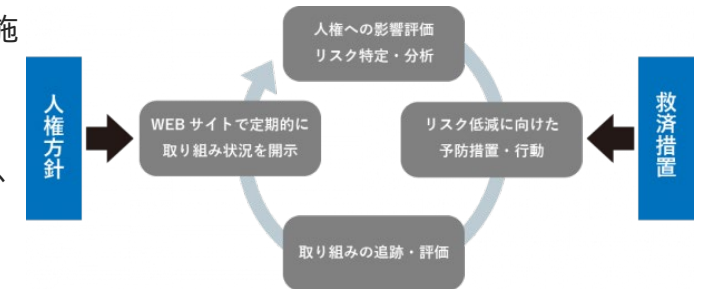 施
人権への影響評価
リスク特定・分析
人権方針
WEBサイトで定期的に
取り組み状況を開示
リスク低減に向けた
予防措置・行動
救済措置
、
取り組みの追跡・評価